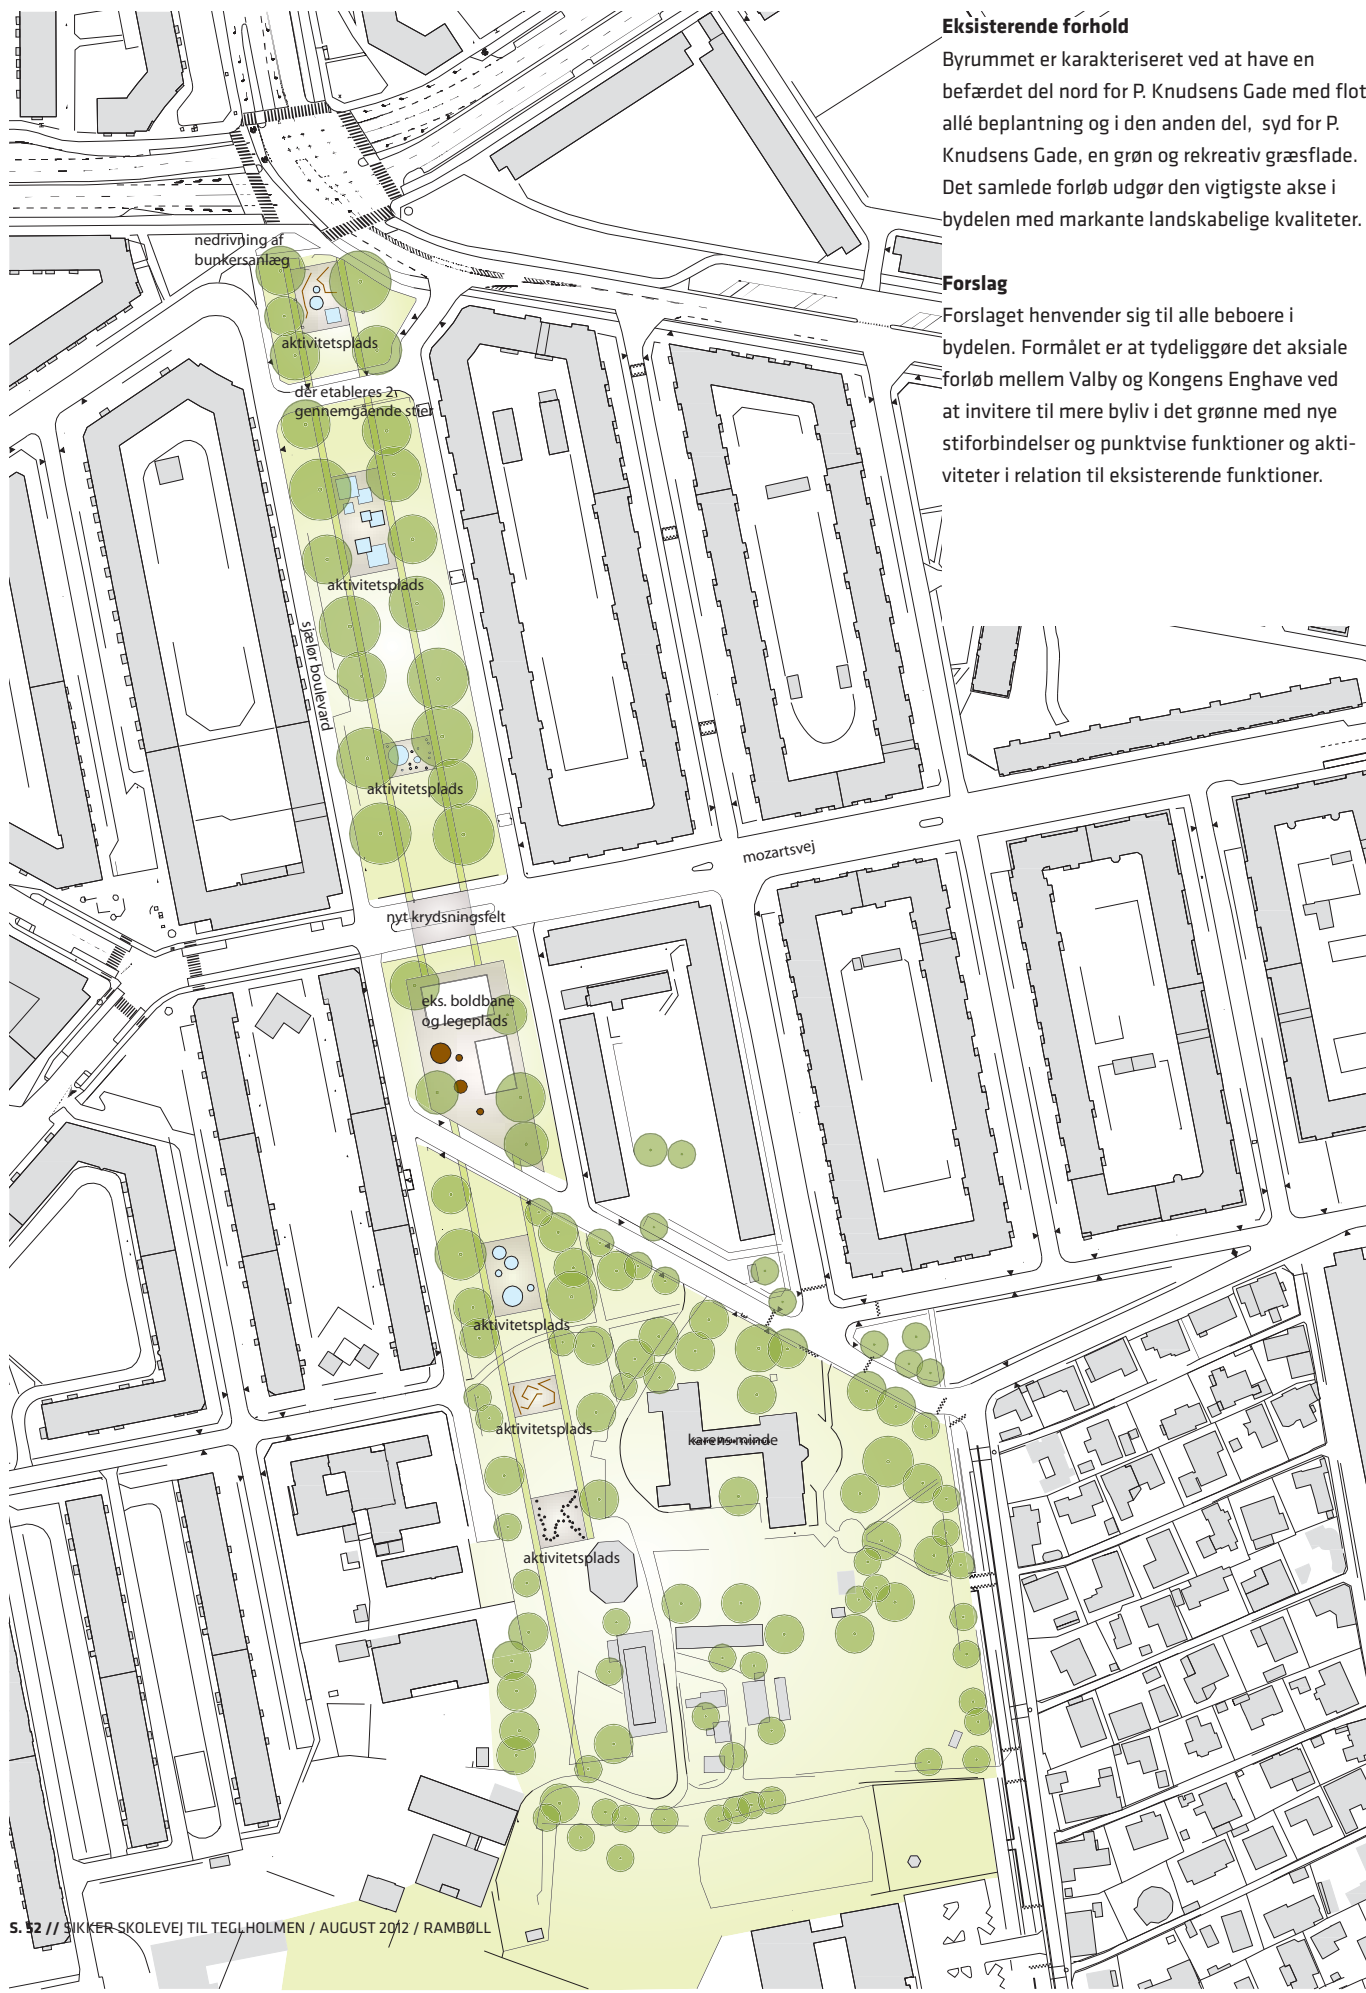 Eksisterende forhold
Byrummet er karakteriseret ved at have en
befærdet del nord for P. Knudsens Gade med flot
allé beplantning og i den anden del, syd for P.
Knudsens Gade, en grøn og rekreativ græsflade.
Det samlede forløb udgør den vigtigste akse i
bydelen med markante landskabelige kvaliteter.
Forslag
Forslaget henvender sig til alle beboere i
bydelen. Formålet er at tydeliggøre det aksiale
forløb mellem Valby og Kongens Enghave ved
at invitere til mere byliv i det grønne med nye
stiforbindelser og punktvise funktioner og akti-
viteter i relation til eksisterende funktioner.
nedrivning af
bunkersanlæg
aktivitetsplads
der etableres 2
gennemgående stier
aktivitetsplads
sjælør boulevard
aktivitetsplads
mozartsvej
nyt krydsningsfelt
eks. boldbane
og legeplads
aktivitetsplads
aktivitetsplads
karens minde
aktivitetsplads
S. 52 // SIKKER SKOLEVEJ TIL TEGLHOLMEN / AUGUST 2012 / RAMBØLL